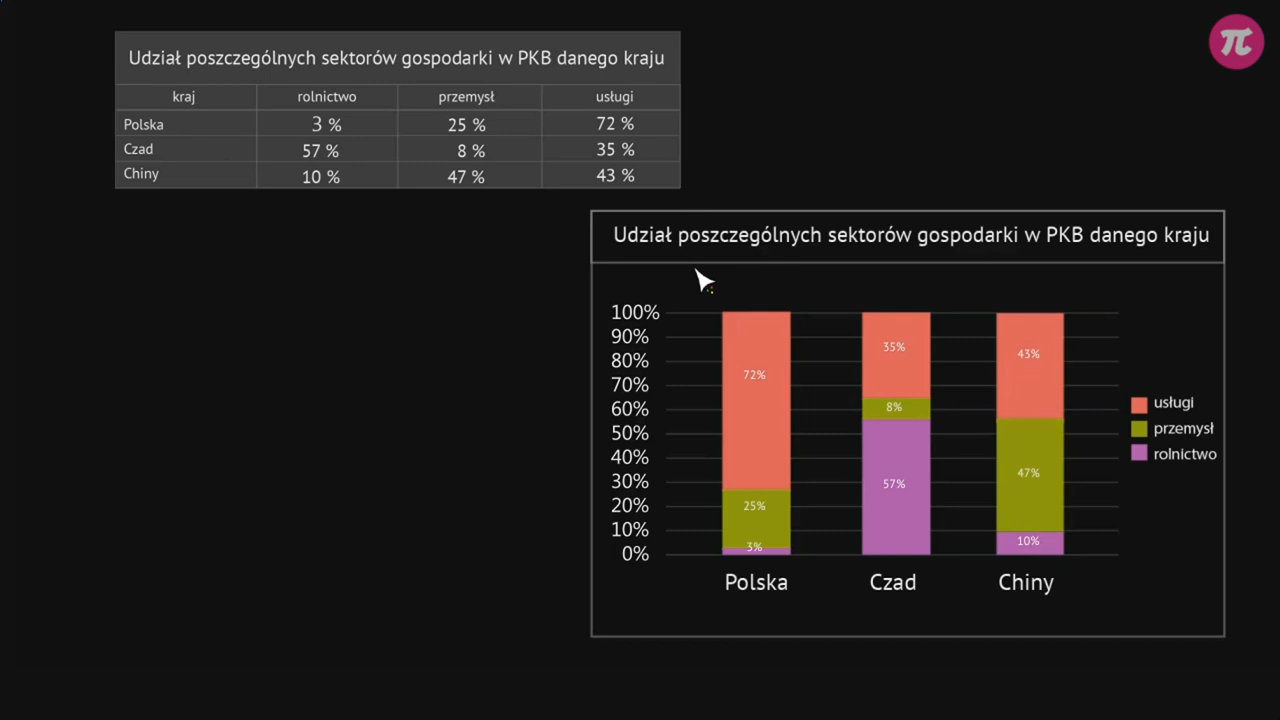 Udział poszczególnych sektorów gospodarki w PKB danego kraju
kraj rolnictwo przemysł usługi
Polska 3 % 25 % 72 %
Czad 57 % 8 % 35 %
Chiny 10 % 47 % 43 %
π
Udział poszczególnych sektorów gospodarki w PKB danego kraju
100%
90%
80%
70%
60%
50%
40%
30%
20%
10%
0%
72%
25%
3%
35%
8%
57%
43%
47%
10%
Polska Czad Chiny
usługi
przemysł
rolnictwo